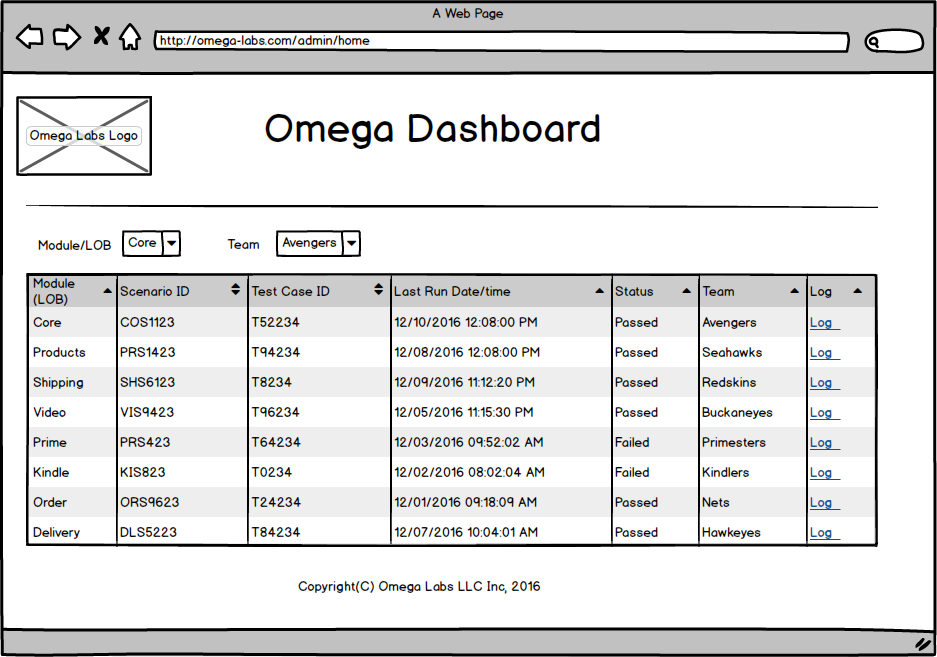 A Web Page
http://omega-labs.com/admin/home
Omega Labs Logo
Omega Dashboard
Module/LOB Core Team Avengers
Module (LOB) Scenario ID Test Case ID Last Run Date/time Status Team Log
Core COS1123 T52234 12/10/2016 12:08:00 PM Passed Avengers Log
Products PRS1423 T94234 12/08/2016 12:08:00 PM Passed Seahawks Log
Shipping SHS6123 T8234 12/09/2016 11:12:20 PM Passed Redskins Log
Video VIS9423 T96234 12/05/2016 11:15:30 PM Passed Buckaneyes Log
Prime PRS423 T64234 12/03/2016 09:52:02 AM Failed Primesters Log
Kindle KIS823 T0234 12/02/2016 08:02:04 AM Failed Kindlers Log
Order ORS9623 T24234 12/01/2016 09:18:09 AM Passed Nets Log
Delivery DLS5223 T84234 12/07/2016 10:04:01 AM Passed Hawkeyes Log
Copyright(C) Omega Labs LLC Inc, 2016